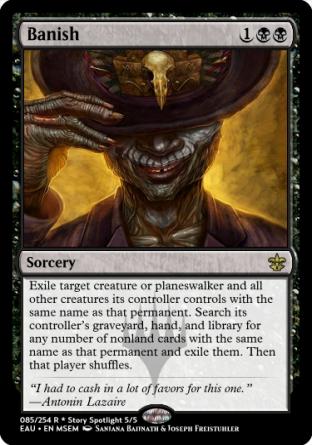 Banish 1
Sorcery
Exile target creature or planeswalker and all
other creatures its controller controls with the
same name as that permanent. Search its
controller's graveyard, hand, and library for
any number of nonland cards with the same
name as that permanent and exile them. Then
that player shuffles.
"I had to cash in a lot of favors for this one."
—Antonin Lazaire
085/254 R * Story Spotlight 5/5
EAU • EN MSEM Sanjana Baijnath & Joseph Freistuhler